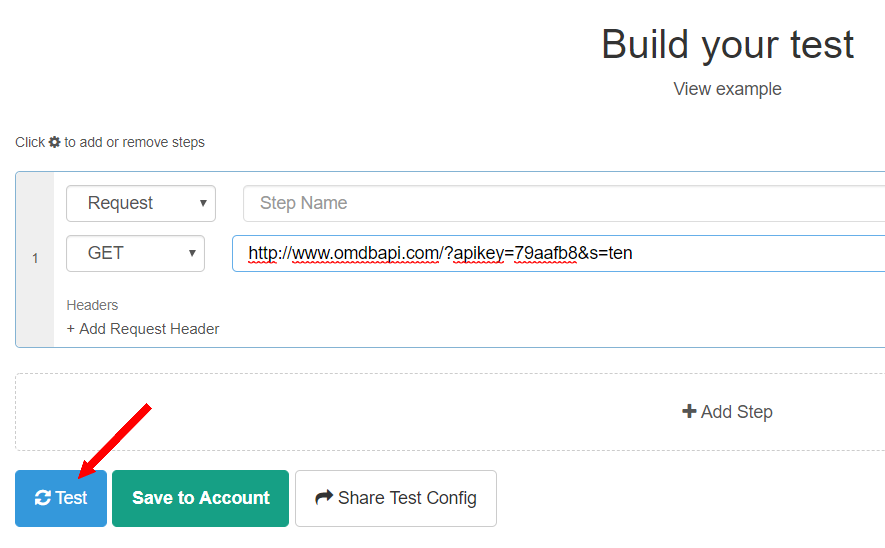 Build your test
View example
Click to add or remove steps
Request
Step Name
1
GET
http://www.omdbapi.com/?apikey=79aafb8&s=ten
Headers
+ Add Request Header
Add Step
Test
Save to Account
Share Test Config